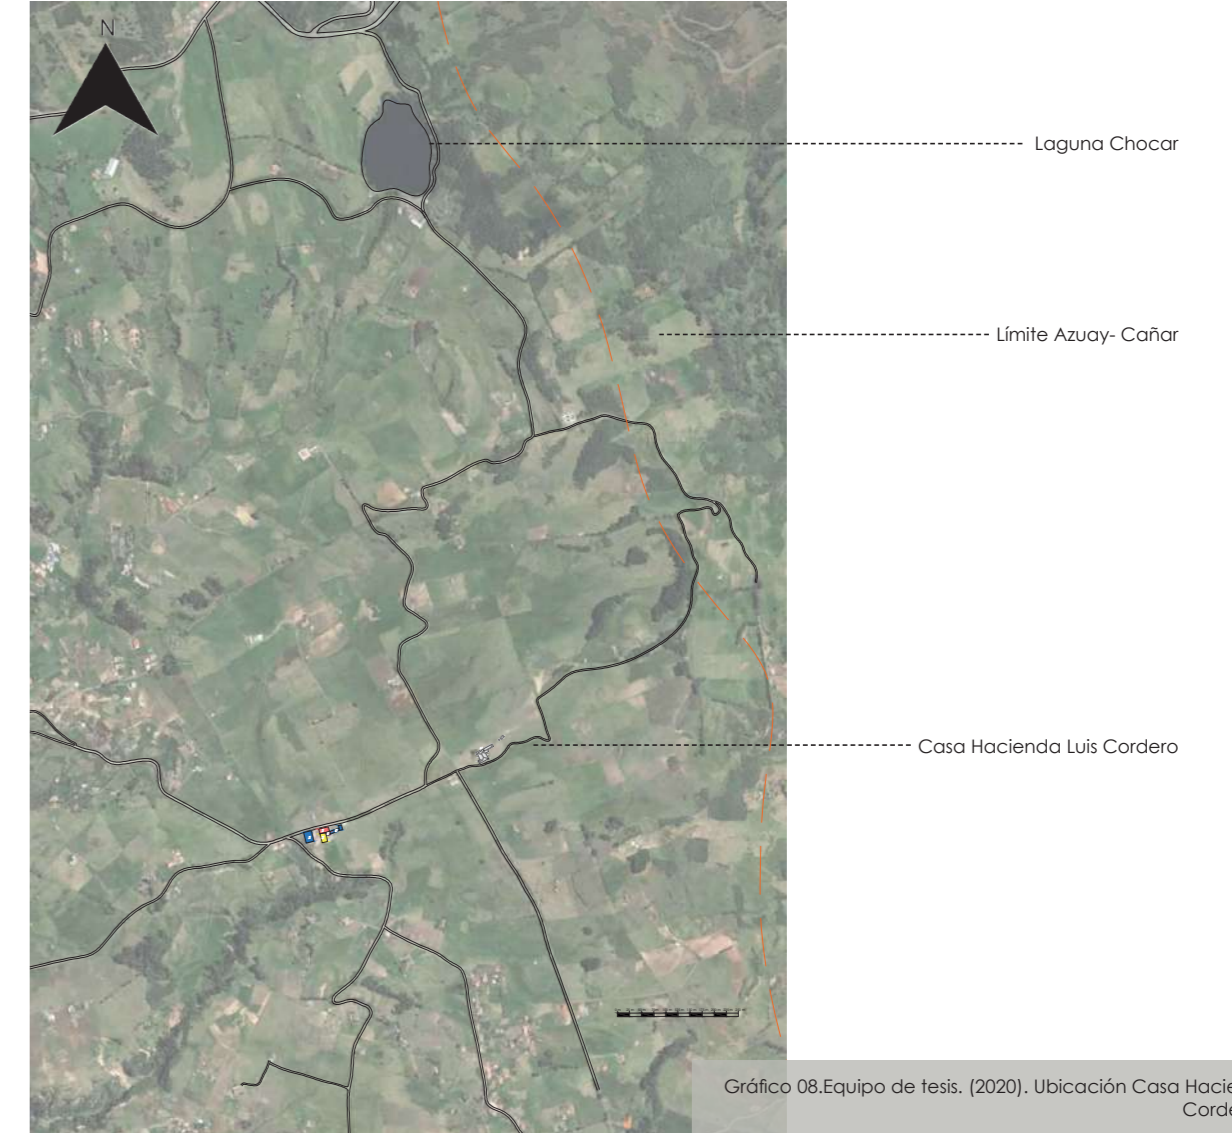 N
Laguna Chocar
Límite Azuay- Cañar
Casa Hacienda Luis Cordero
Gráfico 08.Equipo de tesis. (2020). Ubicación Casa Hacie
Corde